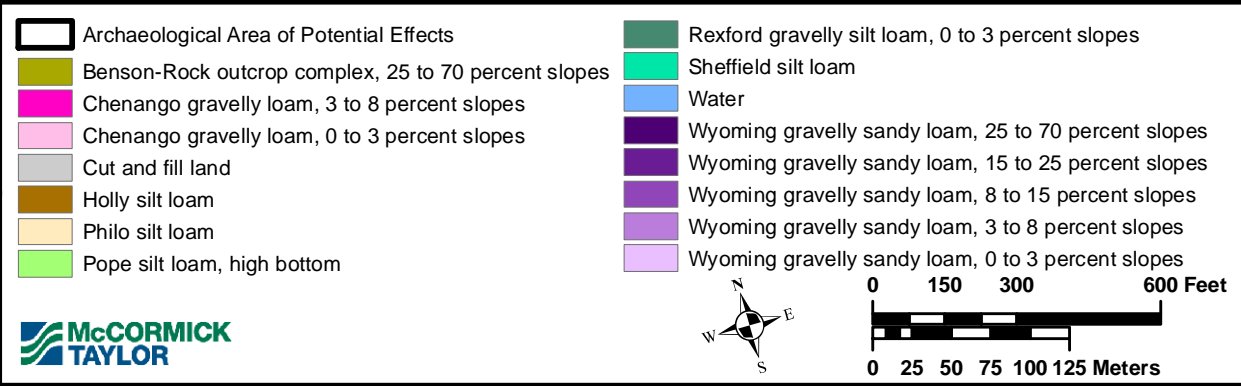 Archaeological Area of Potential Effects
Benson-Rock outcrop complex, 25 to 70 percent slopes
Chenango gravelly loam, 3 to 8 percent slopes
Chenango gravelly loam, 0 to 3 percent slopes
Cut and fill land
Holly silt loam
Philo silt loam
Pope silt loam, high bottom
Rexford gravelly silt loam, 0 to 3 percent slopes
Sheffield silt loam
Water
Wyoming gravelly sandy loam, 25 to 70 percent slopes
Wyoming gravelly sandy loam, 15 to 25 percent slopes
Wyoming gravelly sandy loam, 8 to 15 percent slopes
Wyoming gravelly sandy loam, 3 to 8 percent slopes
Wyoming gravelly sandy loam, 0 to 3 percent slopes
McCORMICK
TAYLOR
N
W E
S
0 150 300 600 Feet
0 25 50 75 100 125 Meters